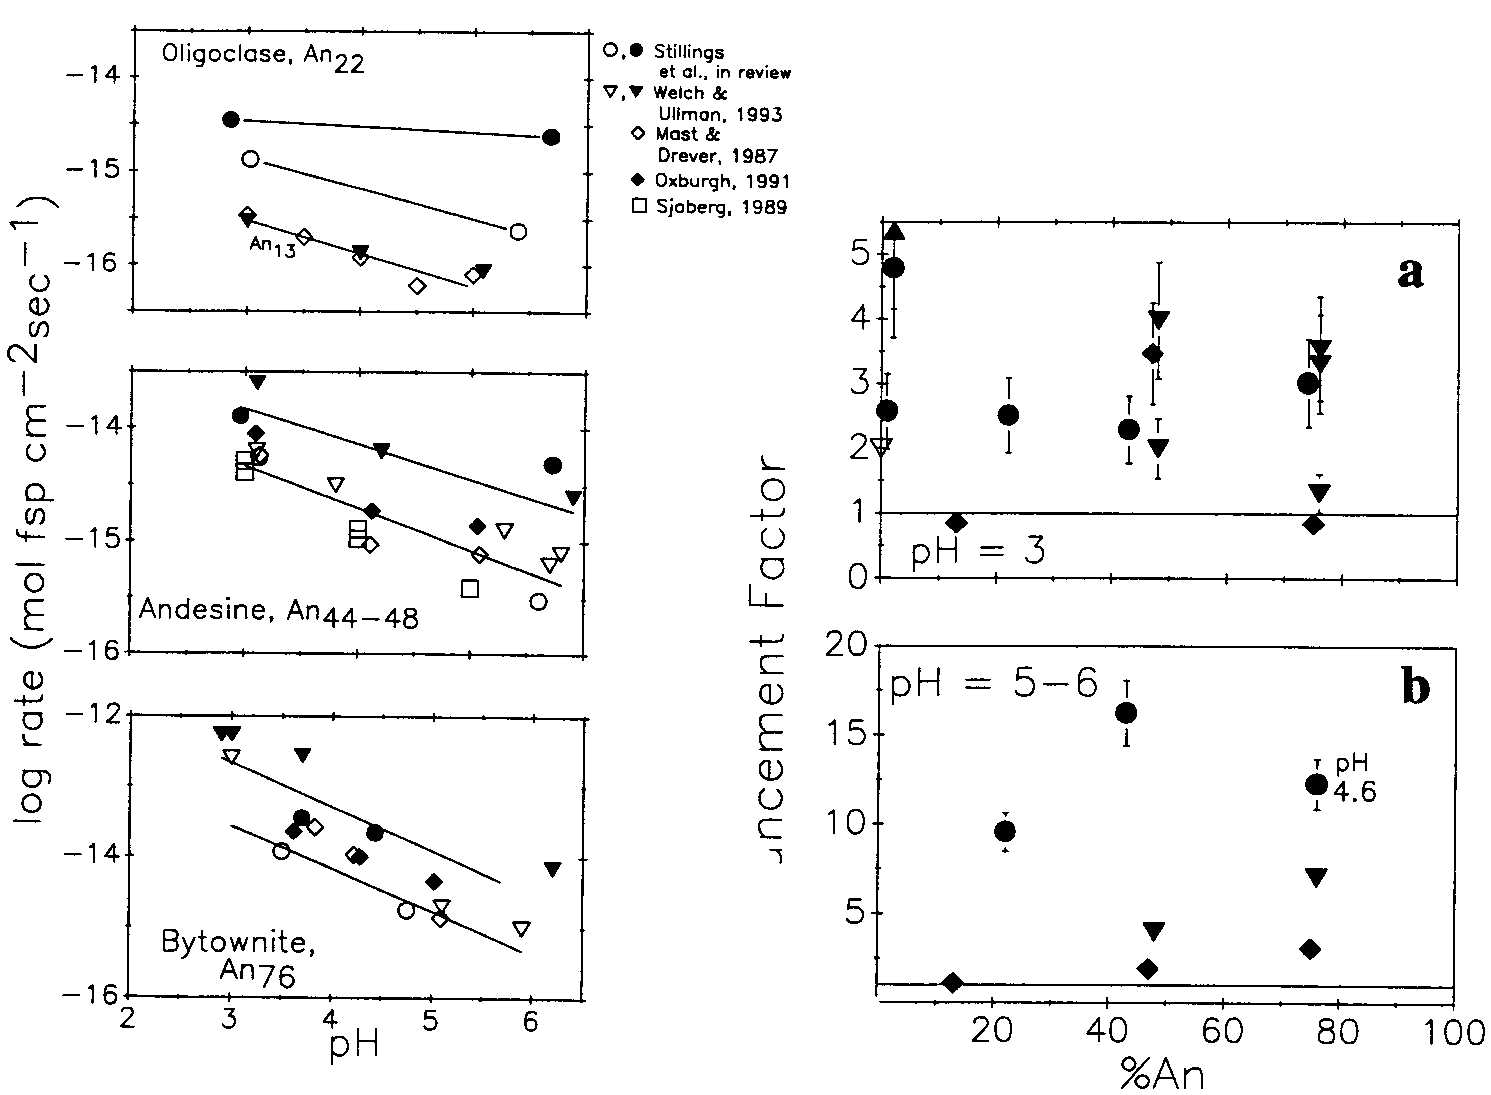 log rate (mol fsp cm−2sec−1)
Oligoclase, An22
−14
−15
−16
An13
○,● Stillings
et al., in review
▽,▼ Welch &
Ullman, 1993
◇ Mast &
Drever, 1987
◆ Oxburgh, 1991
□ Sjoberg, 1989
−14
−15
−16
Andesine, An44−48
−12
−14
−16
Bytownite,
An76
2 3 4 5 6
pH
ncement Factor
5
4
3
2
1
0
a
pH = 3
20
15
10
5
pH = 5−6
b
pH
4.6
20 40 60 80 100
%An